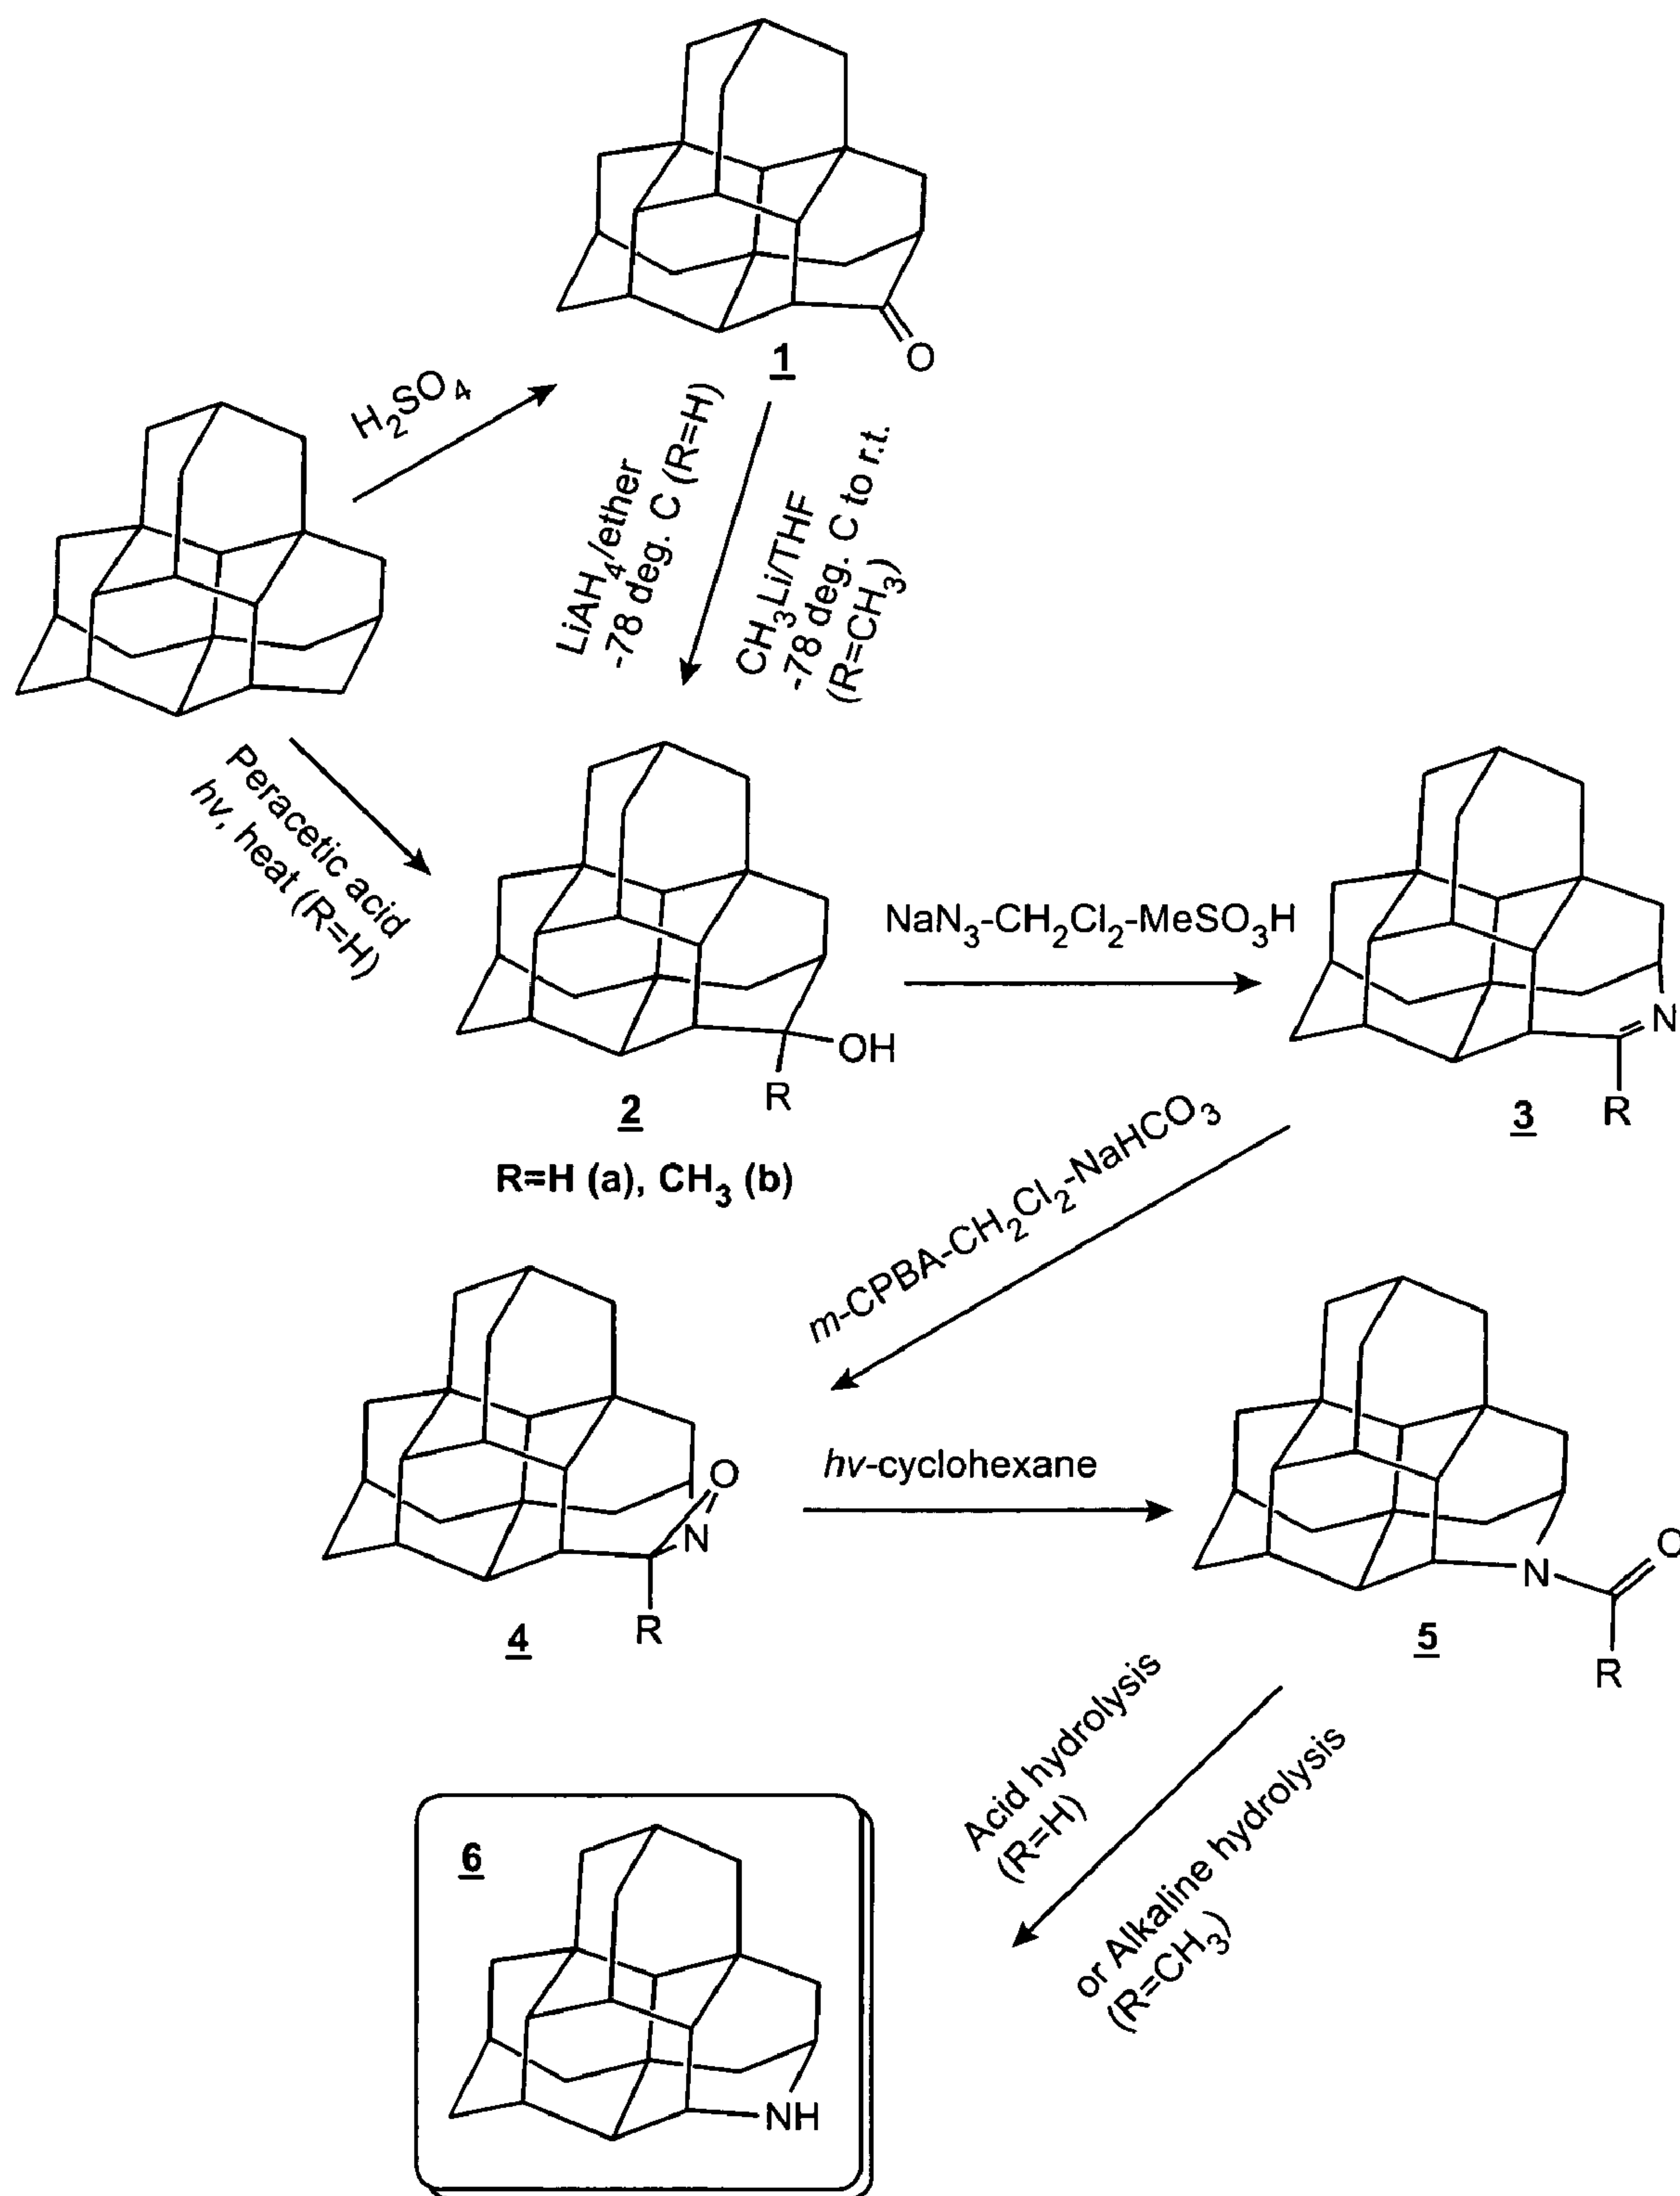 O
1
H₂SO₄
LiAH₄/ether
-78 deg. C (R=H)
CH₃Li/THF
-78 deg. C to r.t.
(R=CH₃)
Peracetic acid
hv, heat (R=H)
OH
R
2
R=H (a), CH₃ (b)
NaN₃-CH₂Cl₂-MeSO₃H
N
R
3
m-CPBA-CH₂Cl₂-NaHCO₃
O
N
R
4
hv-cyclohexane
O
N
R
5
Acid hydrolysis
(R=H)
or Alkaline hydrolysis
(R=CH₃)
6
NH